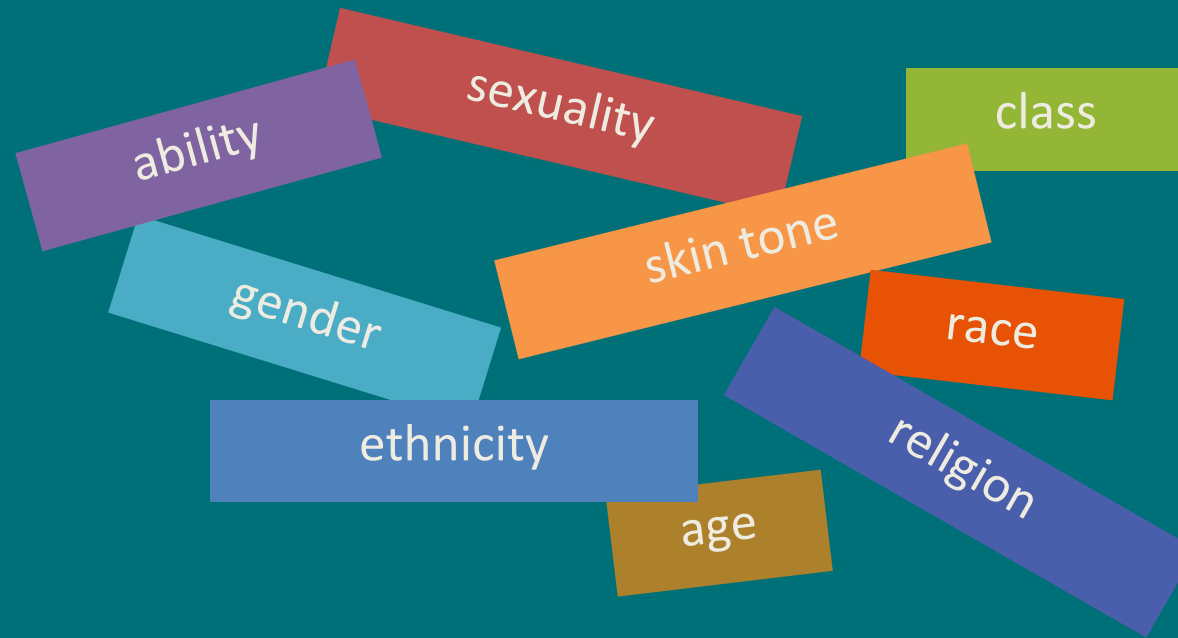 sexuality
class
ability
skin tone
gender
race
ethnicity
religion
age